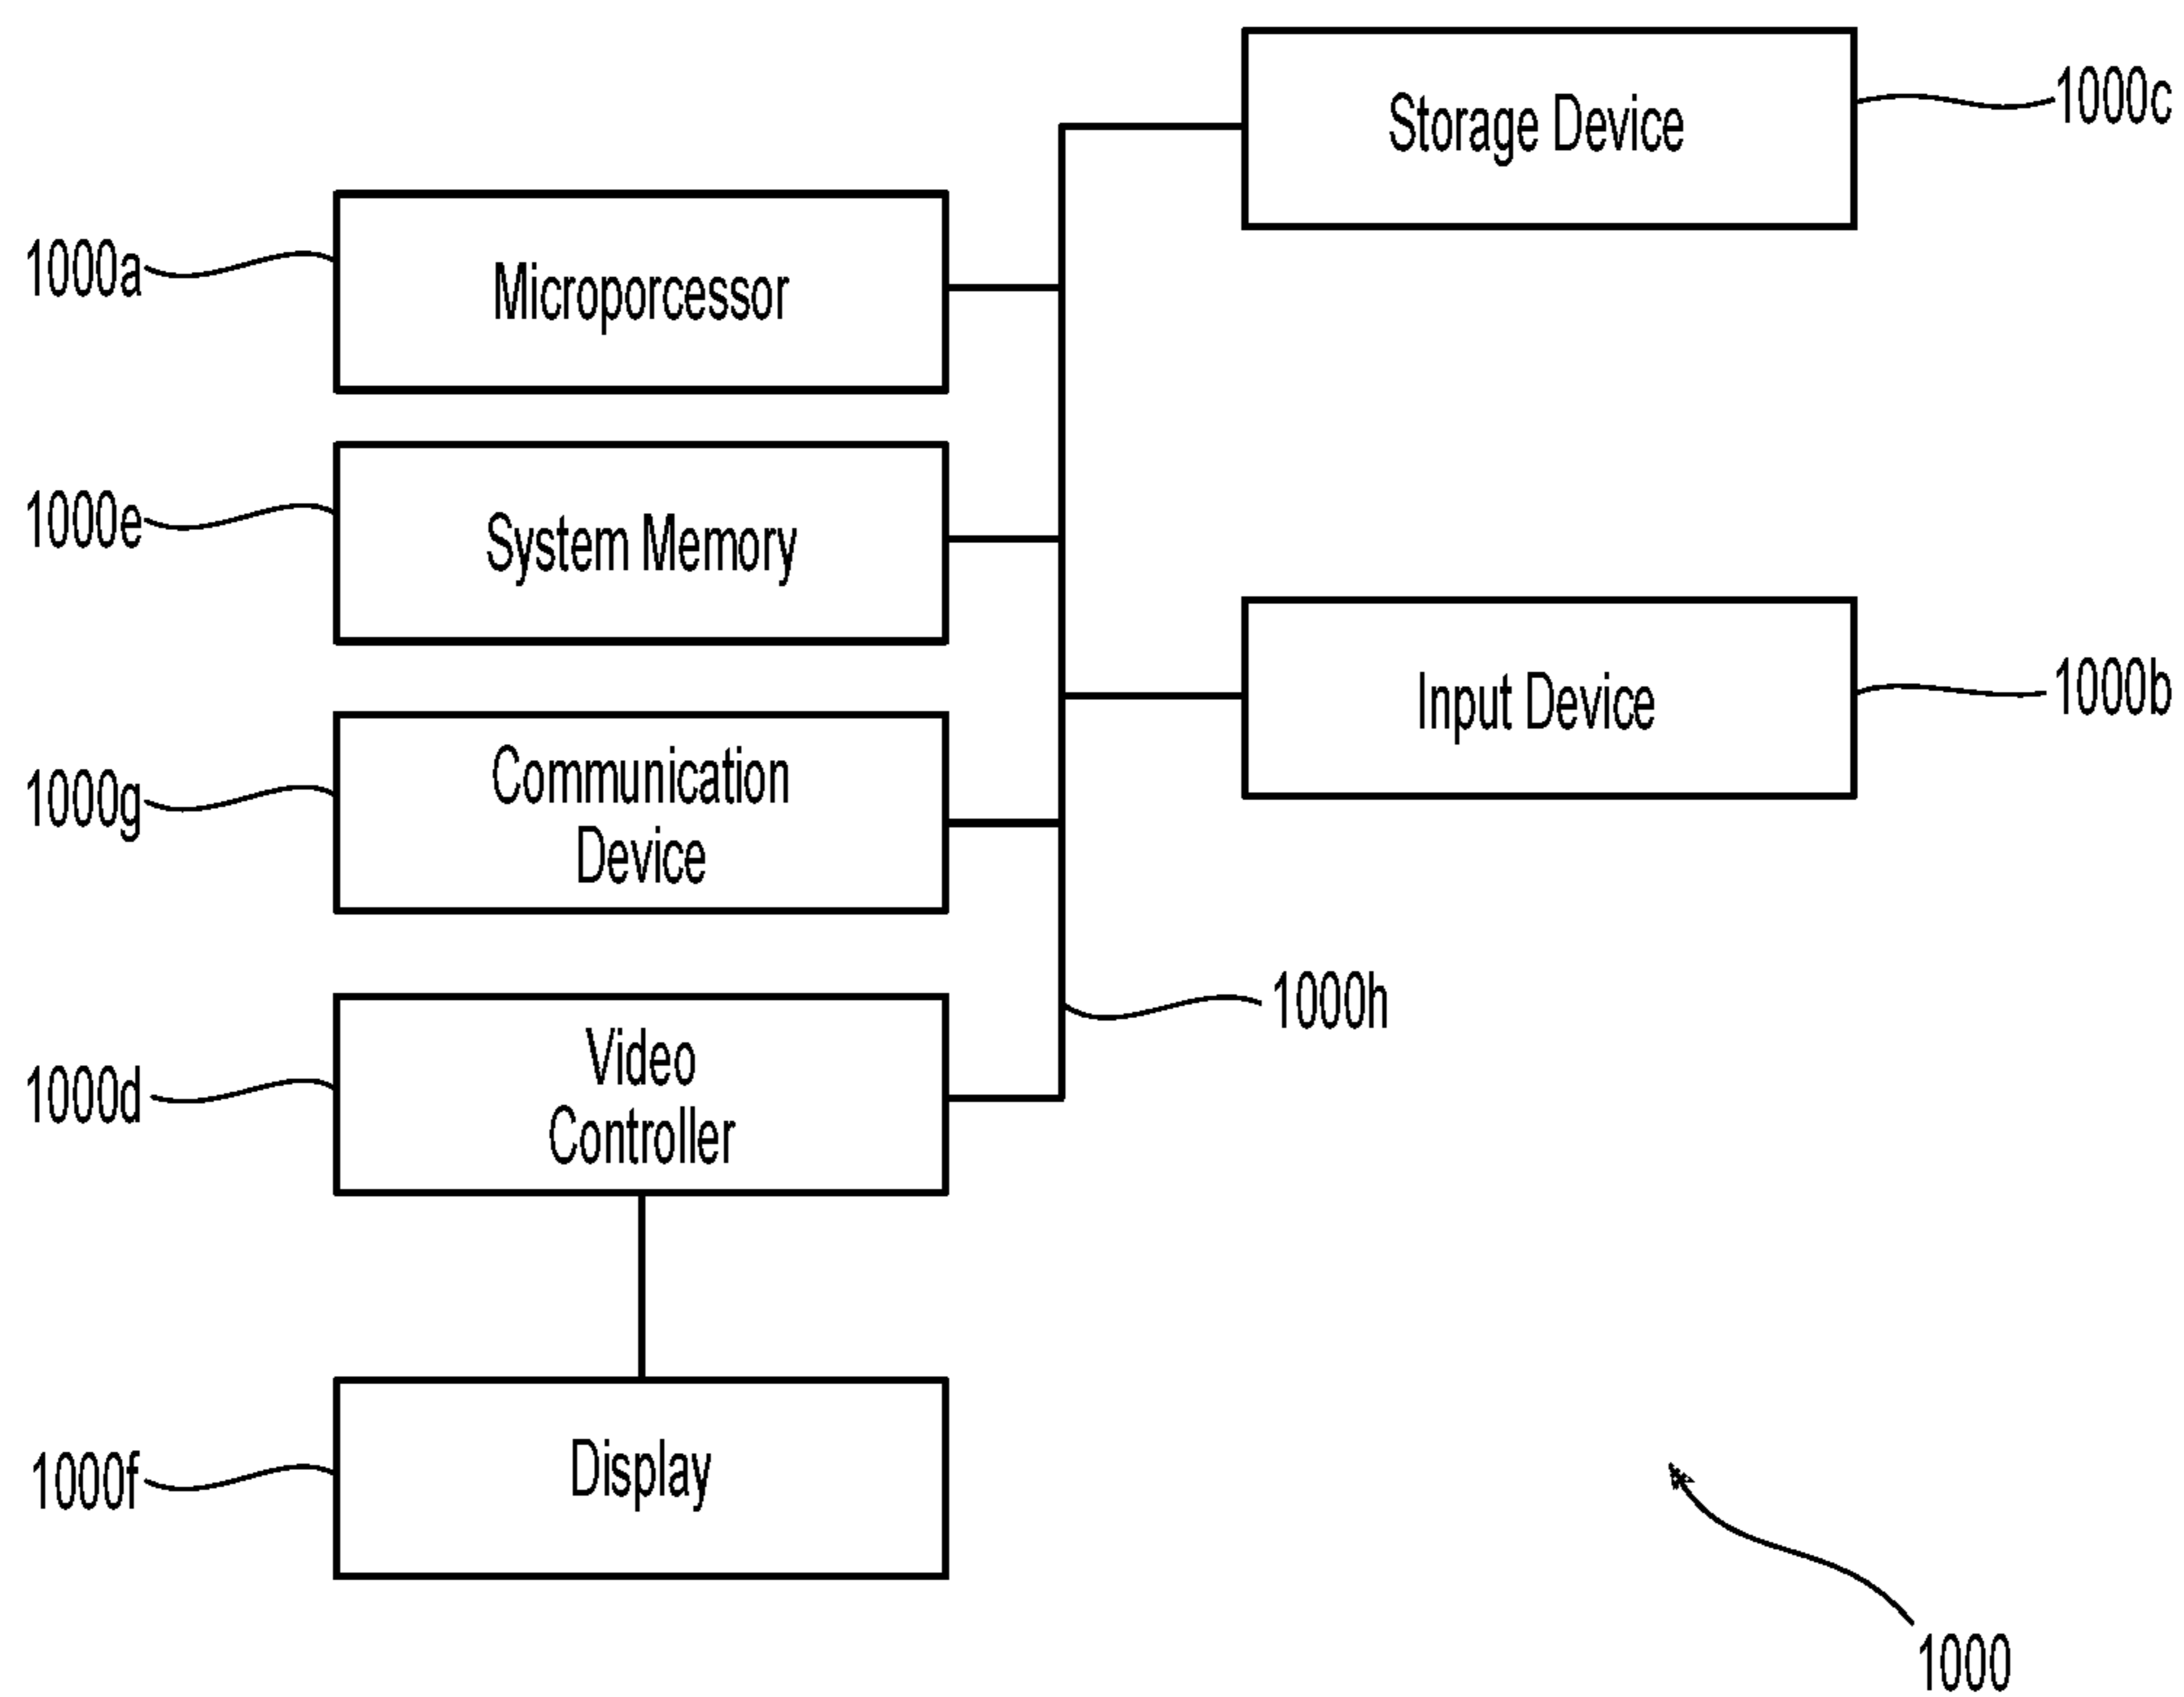 Storage Device
1000c
1000a
Microporcessor
1000e
System Memory
Input Device
1000b
1000g
Communication
Device
1000h
1000d
Video
Controller
1000f
Display
1000